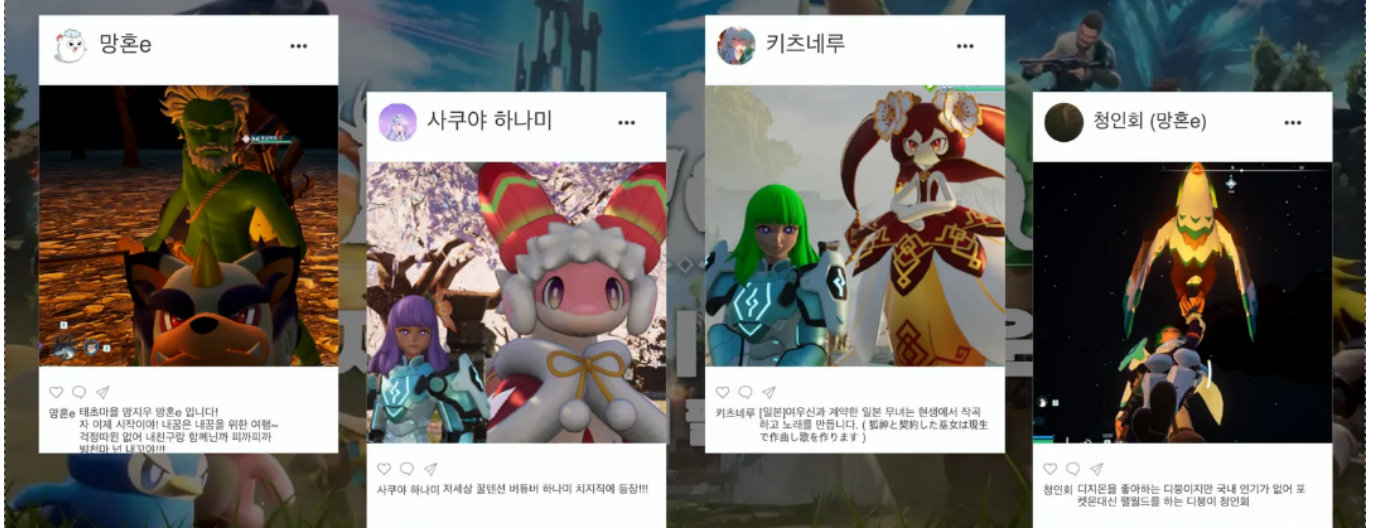 망혼e
태초마을 망지우 망혼e 입니다!
자 이제 시작이야! 내꿈은 내꿈을 위한 여행~
걱정따윈 없어 내친구랑 함께닌까 피까피까
망혼e
사쿠야 하나미
사쿠야 하나미 저세상 꿀텐션 버튜버 하나미 치지직에 등장!!!
키츠네루
키츠네루 [일본]여우신과 계약한 일본 무녀는 현생에서 작곡
하고 노래를 만듭니다. ( 狐神と契約した巫女は現生
で作曲し歌を作ります )
청인회 (망혼e)
청인회 디지몬을 좋아하는 디붕이지만 국내 인기가 없어 포
켓몬대신 팰월드를 하는 디붕이 청인회